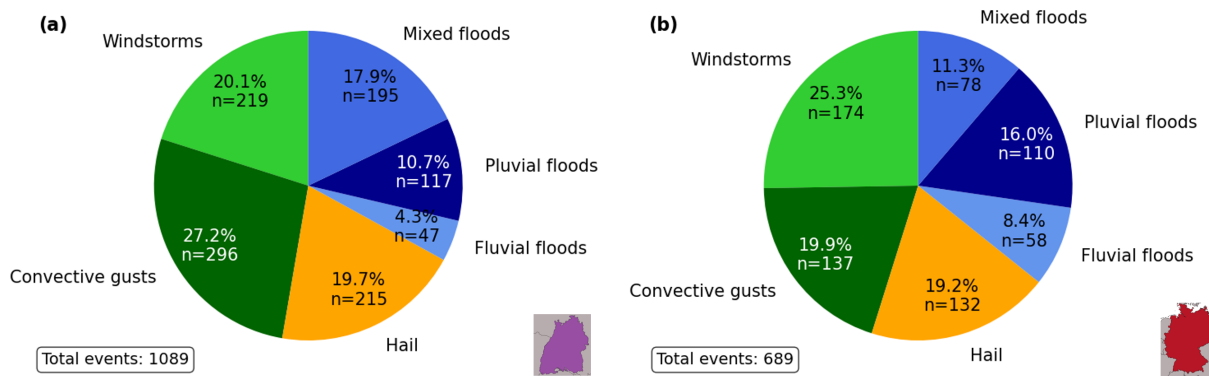 (a)
Windstorms
Mixed floods
20.1%
n=219
17.9%
n=195
10.7%
n=117
Pluvial floods
4.3%
n=47
Fluvial floods
27.2%
n=296
Convective gusts
19.7%
n=215
Hail
Total events: 1089
(b)
Mixed floods
Windstorms
11.3%
n=78
25.3%
n=174
Pluvial floods
16.0%
n=110
8.4%
n=58
Fluvial floods
19.9%
n=137
Convective gusts
19.2%
n=132
Hail
Total events: 689